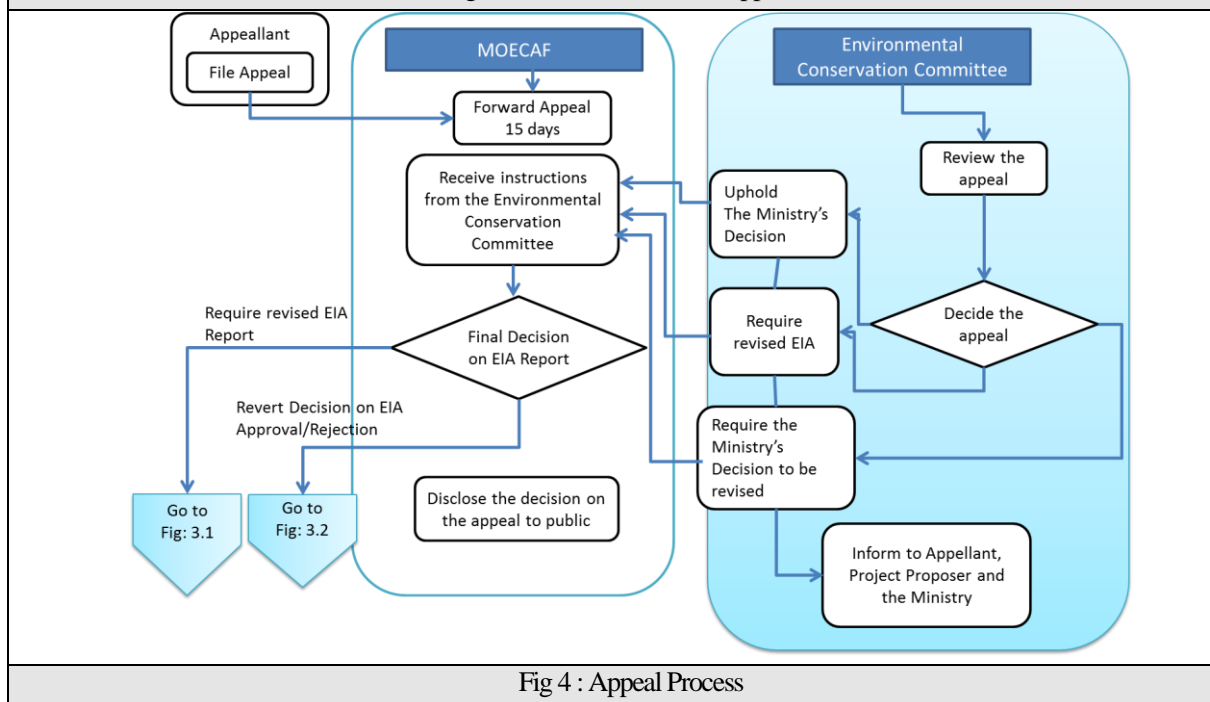 Appeallant
File Appeal
MOECAF
Forward Appeal
15 days
Receive instructions
from the Environmental
Conservation
Committee
Final Decision
on EIA Report
Require revised EIA
Report
Revert Decision on EIA
Approval/Rejection
Go to
Fig: 3.1
Go to
Fig: 3.2
Disclose the decision on
the appeal to public
Environmental
Conservation Committee
Review the
appeal
Decide the
appeal
Uphold
The Ministry's
Decision
Require
revised EIA
Require the
Ministry's
Decision to be
revised
Inform to Appellant,
Project Proposer and
the Ministry
Fig 4 : Appeal Process